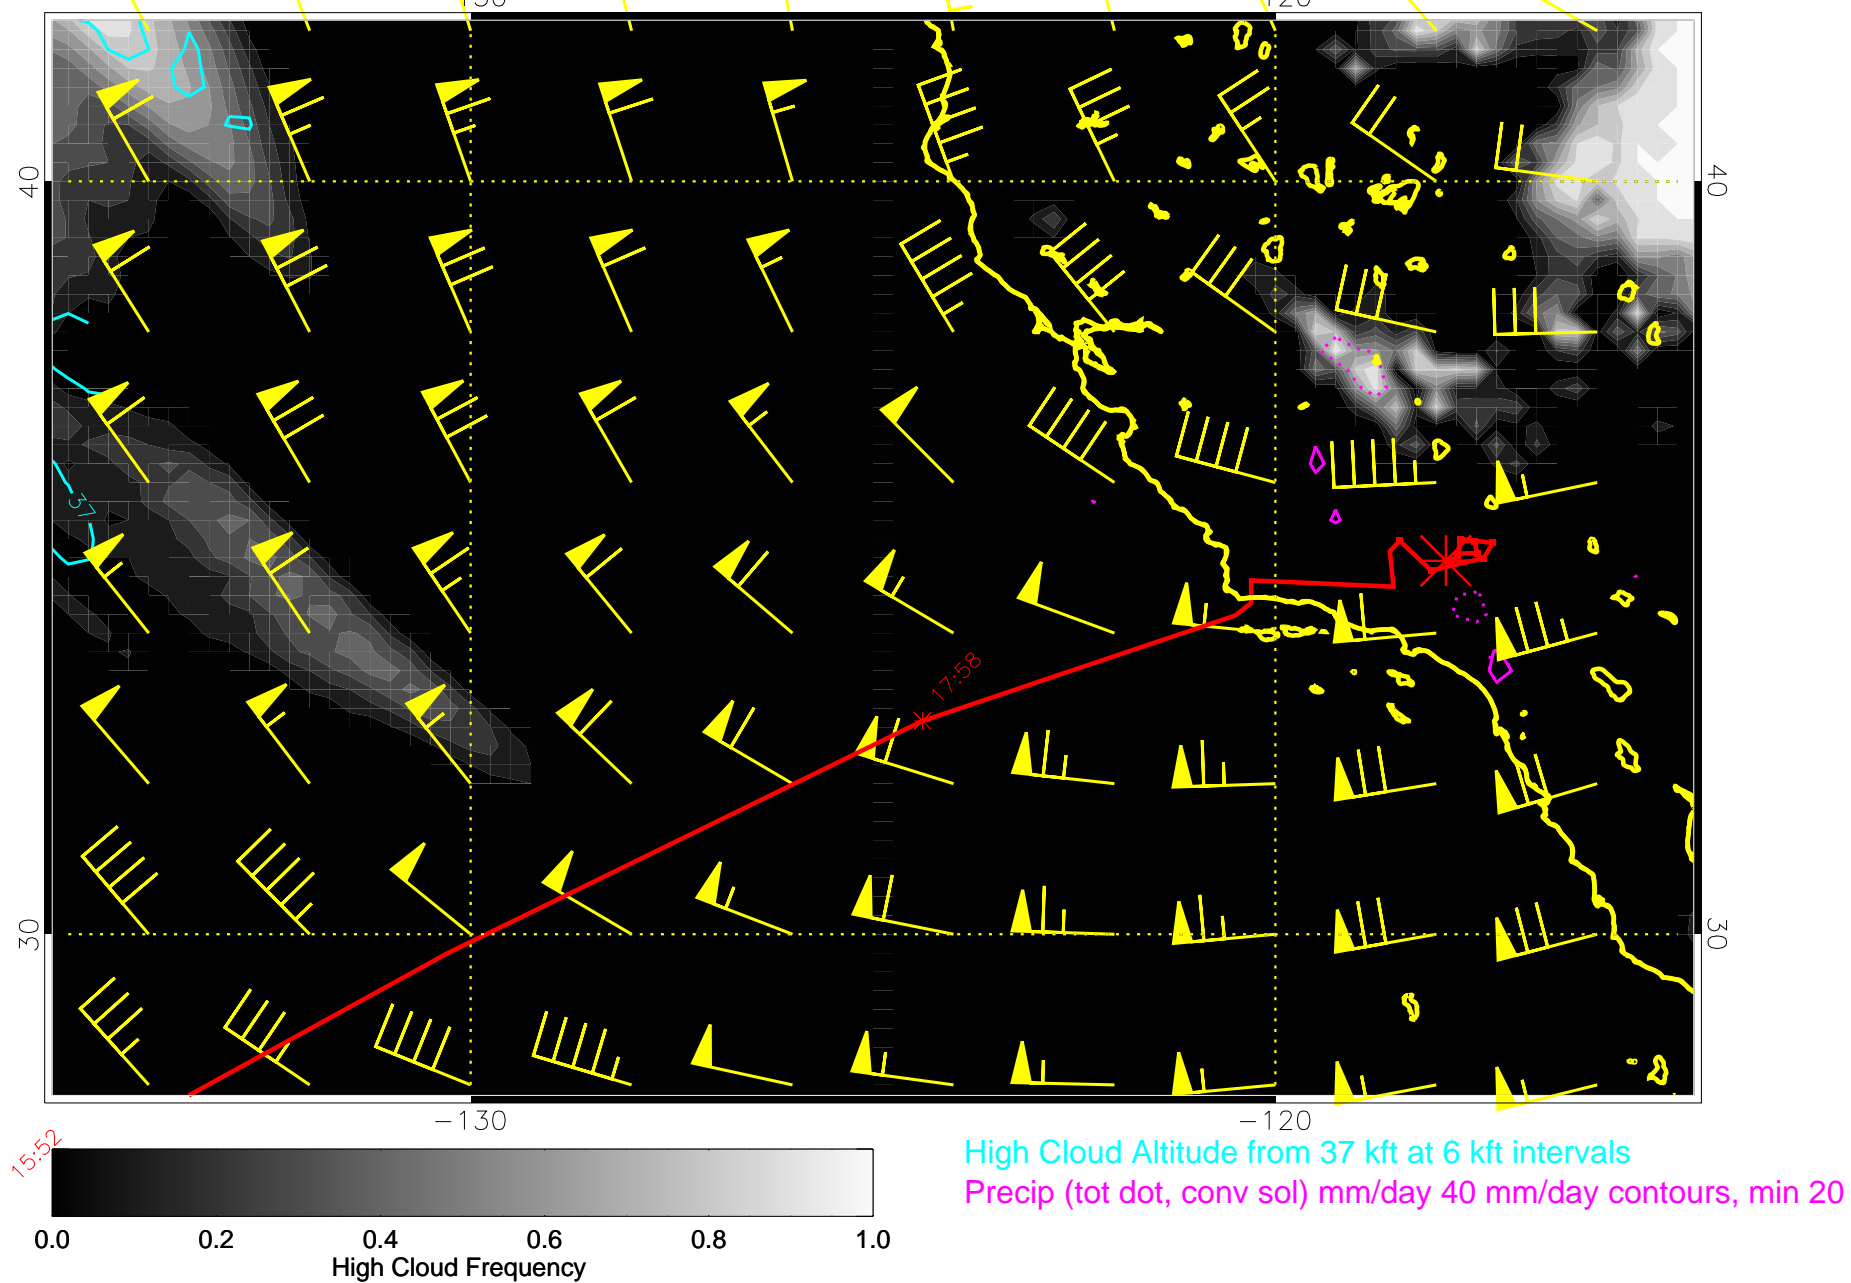 -130 -120
40 40
37
17:58
30 30
-130 -120
15:52
High Cloud Altitude from 37 kft at 6 kft intervals
Precip (tot dot, conv sol) mm/day 40 mm/day contours, min 20
0.0 0.2 0.4 0.6 0.8 1.0
High Cloud Frequency